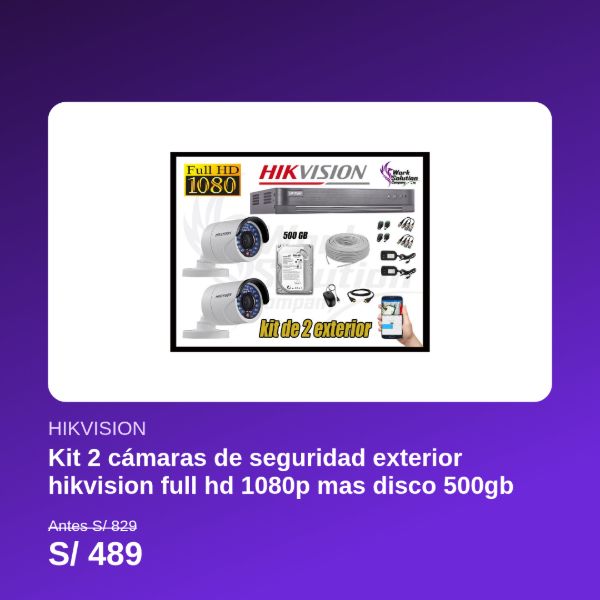 Full HD
1080
HIKVISION
Work
Solution
500 GB
kit de 2 exterior
HIKVISION
Kit 2 cámaras de seguridad exterior
hikvision full hd 1080p mas disco 500gb
Antes S/ 829
S/ 489